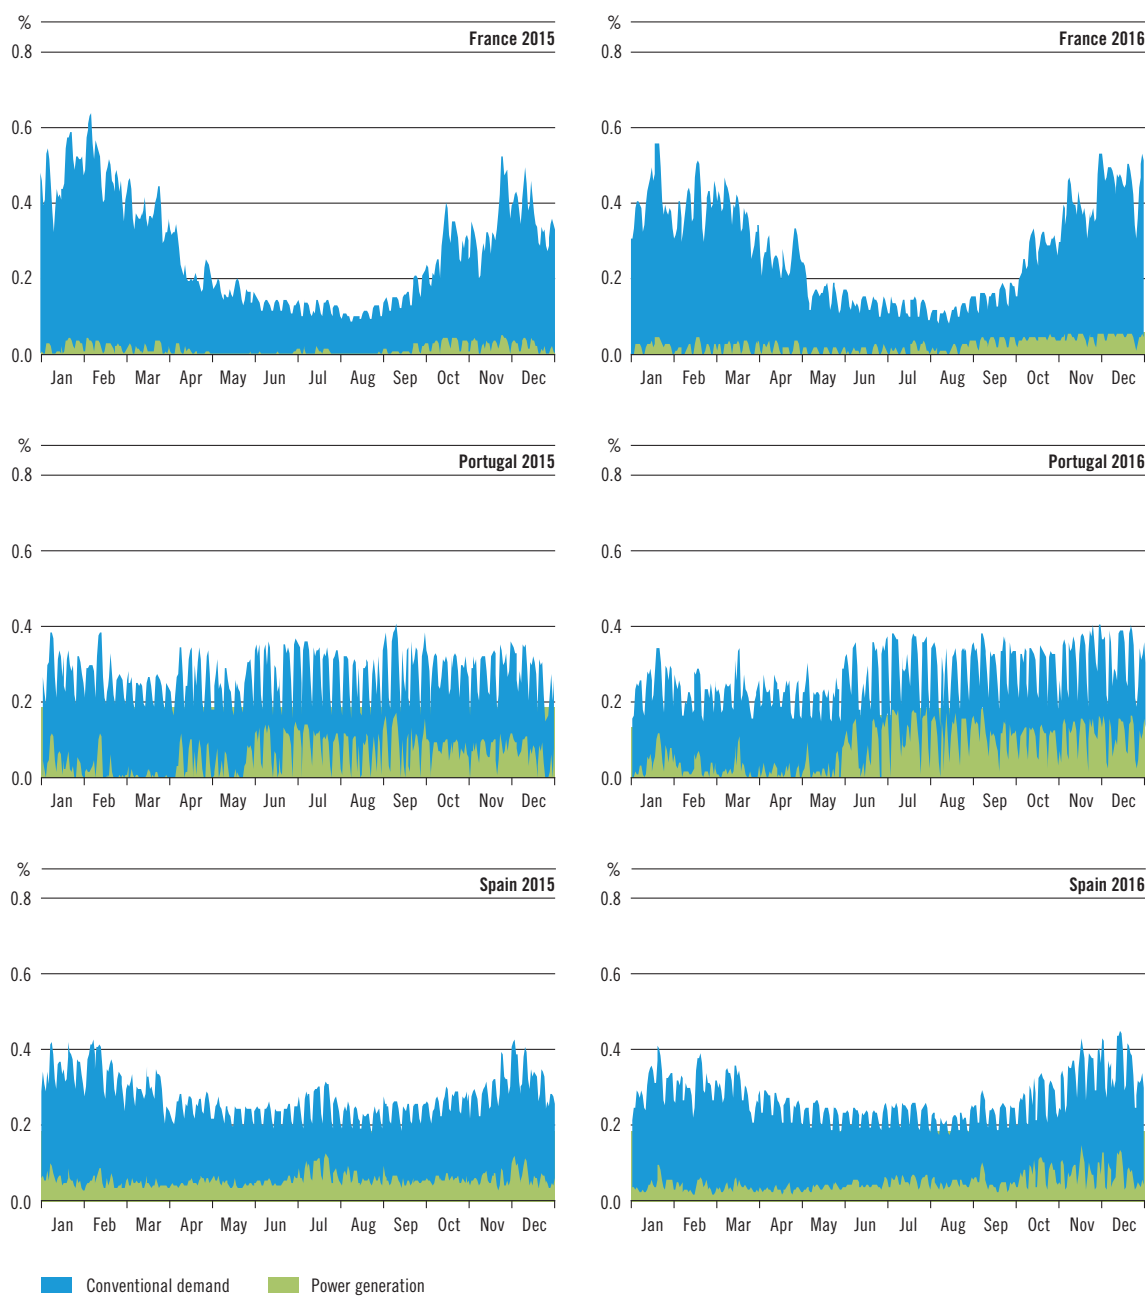 %
France 2015
0.8
0.6
0.4
0.2
0.0
Jan Feb Mar Apr May Jun Jul Aug Sep Oct Nov Dec
%
France 2016
0.8
0.6
0.4
0.2
0.0
Jan Feb Mar Apr May Jun Jul Aug Sep Oct Nov Dec
%
Portugal 2015
0.8
0.6
0.4
0.2
0.0
Jan Feb Mar Apr May Jun Jul Aug Sep Oct Nov Dec
%
Portugal 2016
0.8
0.6
0.4
0.2
0.0
Jan Feb Mar Apr May Jun Jul Aug Sep Oct Nov Dec
%
Spain 2015
0.8
0.6
0.4
0.2
0.0
Jan Feb Mar Apr May Jun Jul Aug Sep Oct Nov Dec
%
Spain 2016
0.8
0.6
0.4
0.2
0.0
Jan Feb Mar Apr May Jun Jul Aug Sep Oct Nov Dec
Conventional demand
Power generation